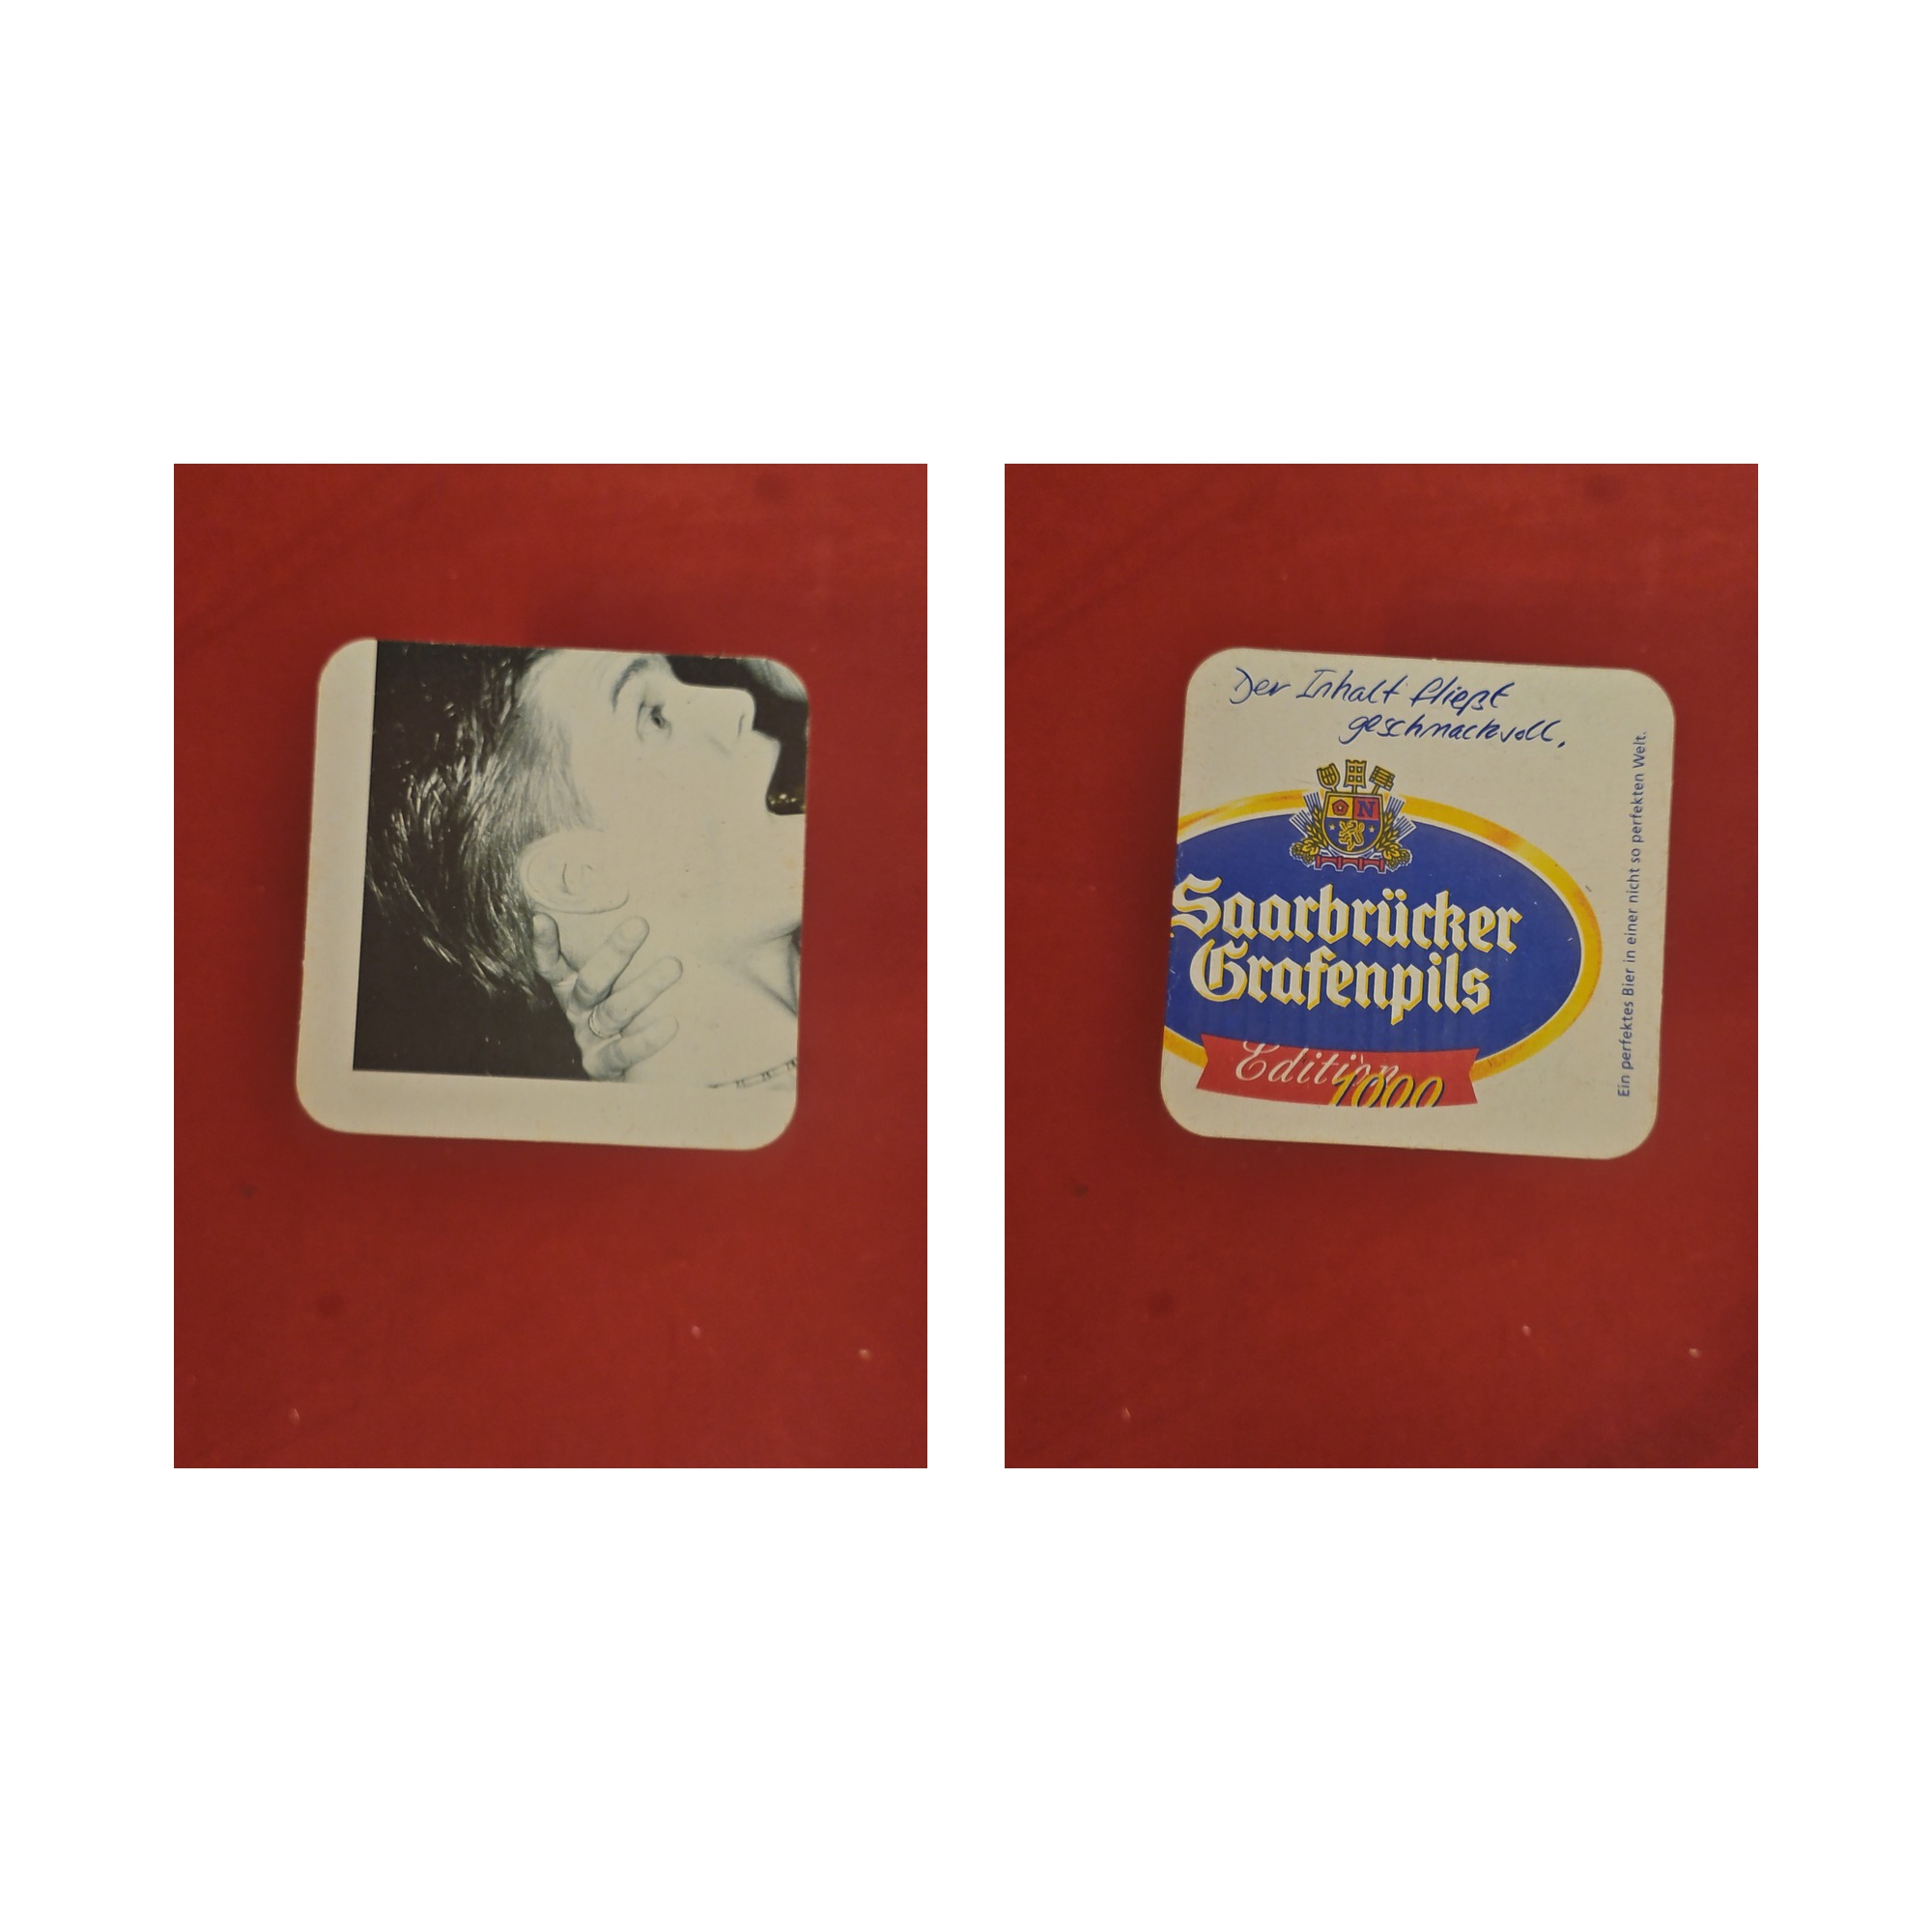 Der Inhalt fließt
geschmackvoll.
N
Saarbrücker
Grafenpils
Edition
1000
Ein perfektes Bier in einer nicht so perfekten Welt.